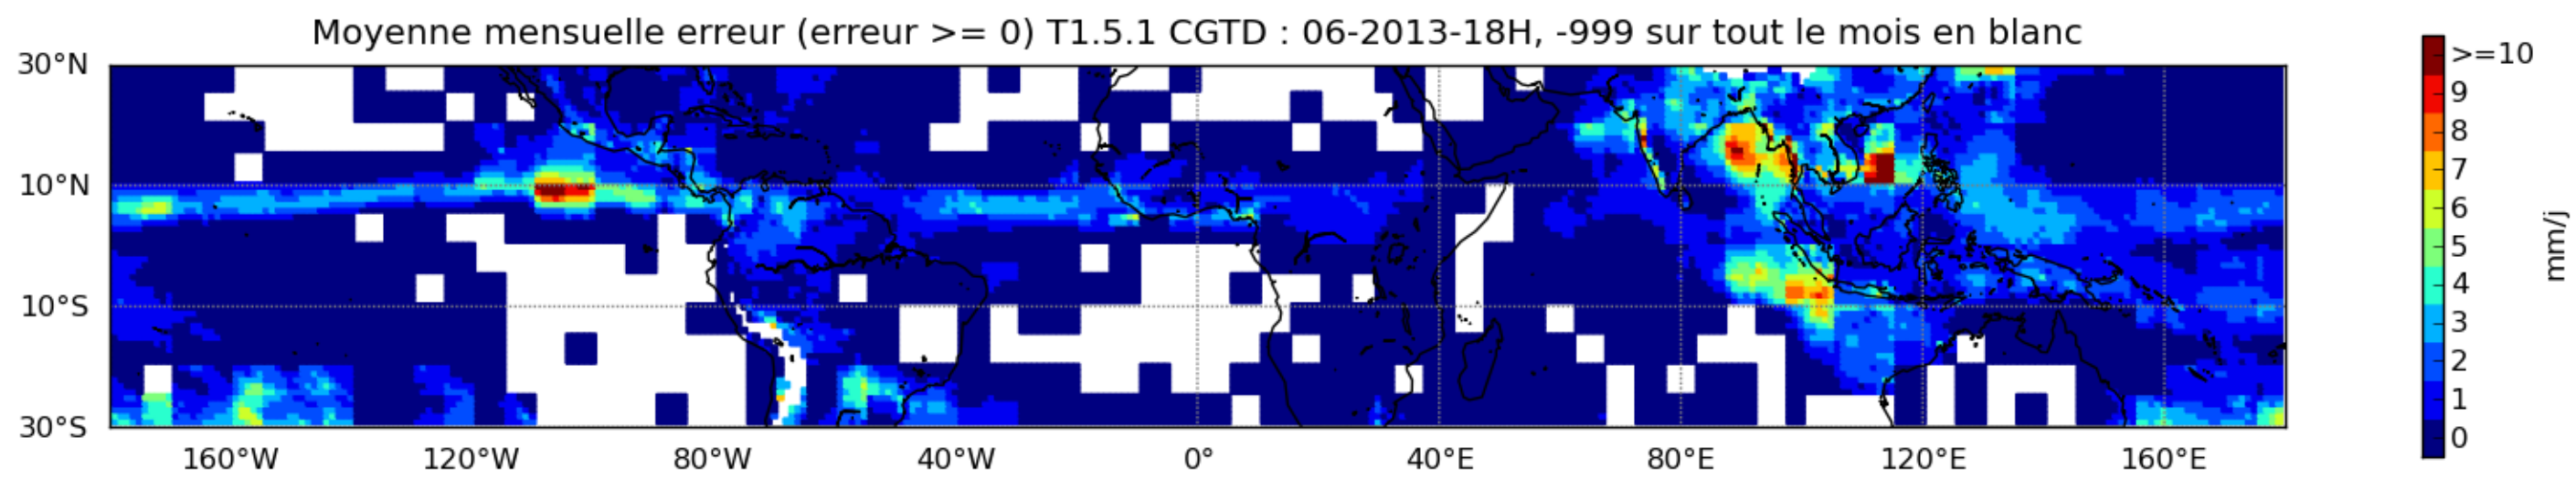 Moyenne mensuelle erreur (erreur >= 0) T1.5.1 CGTD : 06-2013-18H, -999 sur tout le mois en blanc
30°N
10°N
10°S
30°S
160°W 120°W 80°W 40°W 0° 40°E 80°E 120°E 160°E
>=10
9
8
7
6
5
4
3
2
1
0
mm/j